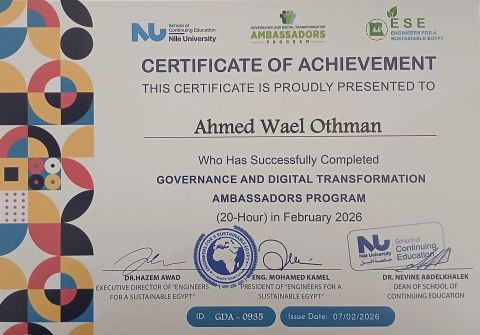 NU School of
Continuing Education
Nile University
GOVERNANCE AND DIGITAL TRANSFORMATION
AMBASSADORS
PROGRAM
ESE
ENGINEERS FOR A
SUSTAINABLE EGYPT
CERTIFICATE OF ACHIEVEMENT
THIS CERTIFICATE IS PROUDLY PRESENTED TO
Ahmed Wael Othman
Who Has Successfully Completed
GOVERNANCE AND DIGITAL TRANSFORMATION
AMBASSADORS PROGRAM
(20-Hour) in February 2026
NU School of
Nile University Continuing
Education
DR.HAZEM AWAD
EXECUTIVE DIRECTOR OF "ENGINEERS
FOR A SUSTAINABLE EGYPT"
ENG. MOHAMED KAMEL
PRESIDENT OF "ENGINEERS FOR A
SUSTAINABLE EGYPT"
DR. NEVINE ABDELKHALEK
DEAN OF SCHOOL OF
CONTINUING EDUCATION
ID: GDA - 0935
Issue Date: 07/02/2026